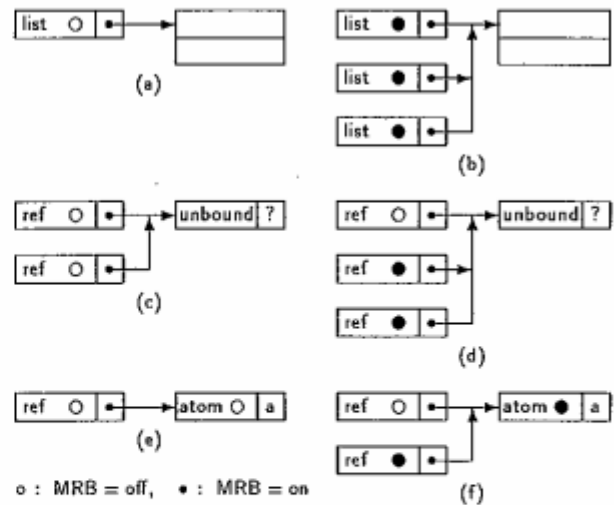 list
list
(a)
list
list
(b)
ref
unbound ?
ref
unbound ?
ref
ref
(c)
ref
(d)
ref
atom a
ref
atom a
(e)
ref
o : MRB = off, • : MRB = on
(f)